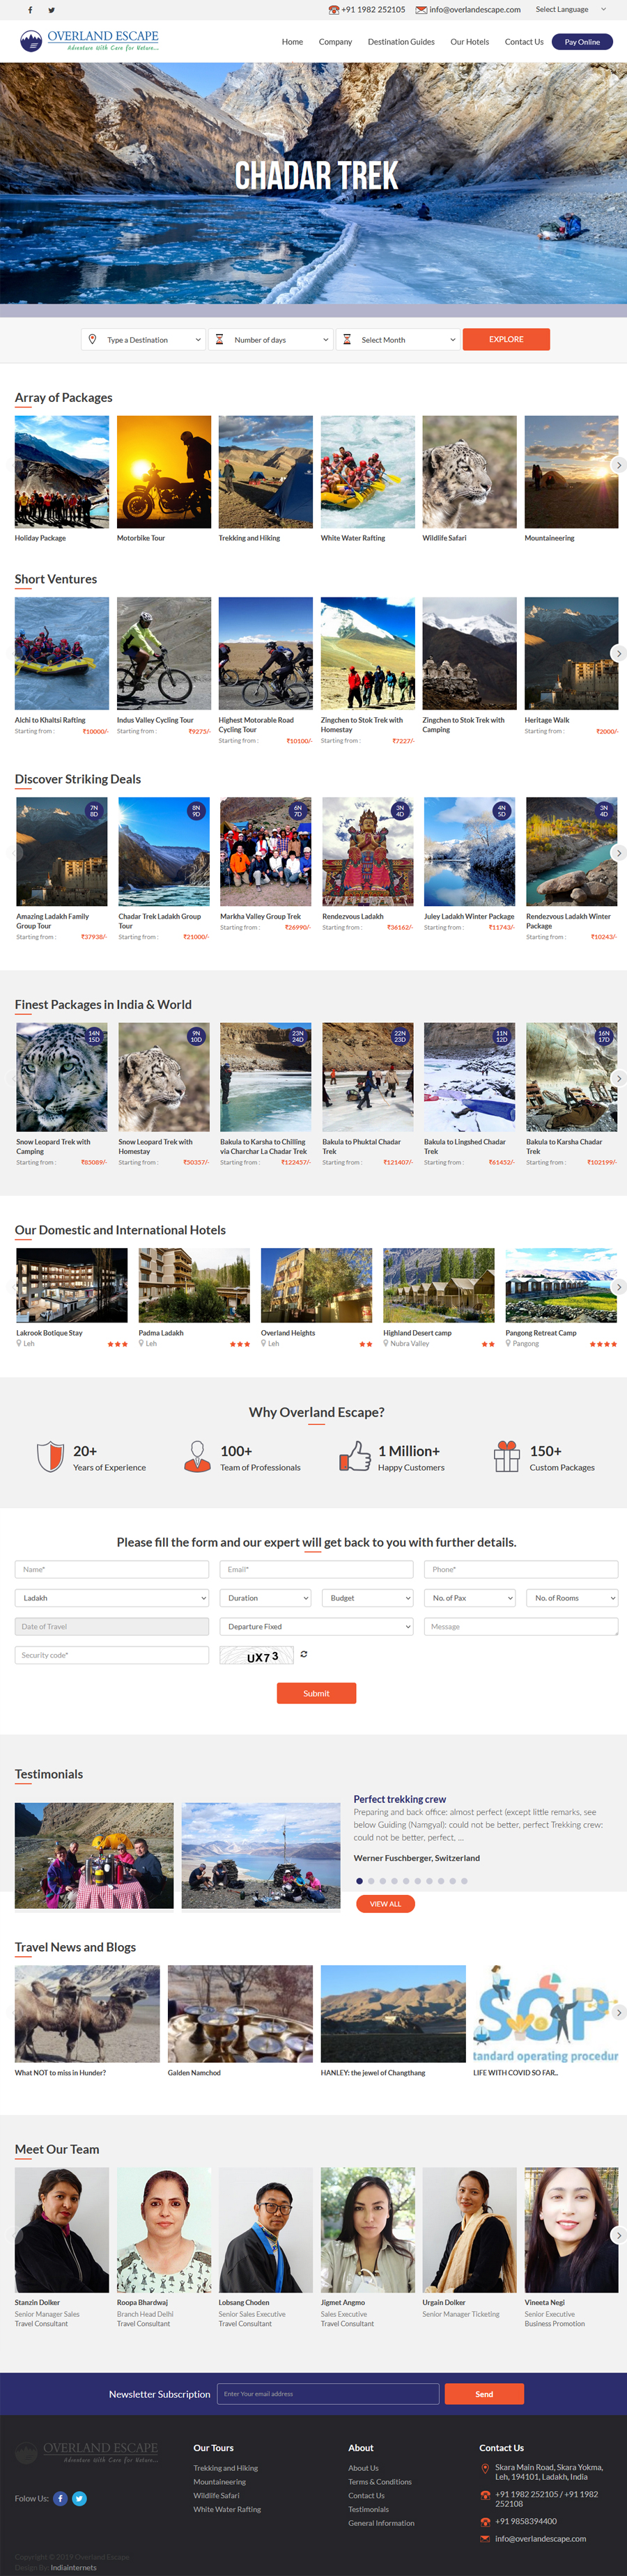 +91 1982 252105 info@overlandescape.com Select Language
OVERLAND ESCAPE
Adventure With Care for Nature...
Home Company Destination Guides Our Hotels Contact Us Pay Online
CHADAR TREK
Type a Destination Number of days Select Month EXPLORE
Array of Packages
Holiday Package Motorbike Tour Trekking and Hiking White Water Rafting Wildlife Safari Mountaineering
Short Ventures
Alchi to Khaltsi Rafting
Starting from : ₹10000/-
Indus Valley Cycling Tour
Starting from : ₹9275/-
Highest Motorable Road
Cycling Tour
Starting from : ₹10100/-
Zingchen to Stok Trek with
Homestay
Starting from : ₹7227/-
Zingchen to Stok Trek with
Camping
Heritage Walk
Starting from : ₹2000/-
Discover Striking Deals
7N
8D
Amazing Ladakh Family
Group Tour
Starting from : ₹37938/-
8N
9D
Chadar Trek Ladakh Group
Tour
Starting from : ₹21000/-
6N
7D
Markha Valley Group Trek
Starting from : ₹26990/-
3N
4D
Rendezvous Ladakh
Starting from : ₹36162/-
4N
5D
Juley Ladakh Winter Package
Starting from : ₹11743/-
3N
4D
Rendezvous Ladakh Winter
Package
Starting from : ₹10243/-
Finest Packages in India & World
14N
15D
Snow Leopard Trek with
Camping
Starting from : ₹85089/-
9N
10D
Snow Leopard Trek with
Homestay
Starting from : ₹50357/-
23N
24D
Bakula to Karsha to Chilling
via Charchar La Chadar Trek
Starting from : ₹122457/-
22N
23D
Bakula to Phuktal Chadar
Trek
Starting from : ₹121407/-
11N
12D
Bakula to Lingshed Chadar
Trek
Starting from : ₹61452/-
16N
17D
Bakula to Karsha Chadar
Trek
Starting from : ₹102199/-
Our Domestic and International Hotels
Lakrook Botique Stay
Leh
Padma Ladakh
Leh
Overland Heights
Leh
Highland Desert camp
Nubra Valley
Pangong Retreat Camp
Pangong
Why Overland Escape?
20+
Years of Experience
100+
Team of Professionals
1 Million+
Happy Customers
150+
Custom Packages
Please fill the form and our expert will get back to you with further details.
Name* Email* Phone*
Ladakh Duration Budget No. of Pax No. of Rooms
Date of Travel Departure Fixed Message
Security code* UX7 3
Submit
Testimonials
Perfect trekking crew
Preparing and back office: almost perfect (except little remarks, see
below Guiding (Namgyal): could not be better, perfect Trekking crew:
could not be better, perfect, ...
Werner Fuschberger, Switzerland
VIEW ALL
Travel News and Blogs
SOP
tandard operating procedur
What NOT to miss in Hunder? Galden Namchod HANLEY: the jewel of Changthang LIFE WITH COVID SO FAR..
Meet Our Team
Stanzin Dolker
Senior Manager Sales
Travel Consultant
Roopa Bhardwaj
Branch Head Delhi
Travel Consultant
Lobsang Choden
Senior Sales Executive
Travel Consultant
Jigmet Angmo
Sales Executive
Travel Consultant
Urgain Dolker
Senior Manager Ticketing
Vineeta Negi
Senior Executive
Business Promotion
Newsletter Subscription Enter Your email address Send
OVERLAND ESCAPE
Adventure With Care for Nature...
Folow Us:
Our Tours
Trekking and Hiking
Mountaineering
Wildlife Safari
White Water Rafting
About
About Us
Terms & Conditions
Contact Us
Testimonials
General Information
Contact Us
Skara Main Road, Skara Yokma,
Leh, 194101, Ladakh, India
+91 1982 252105 / +91 1982
252108
+91 9858394400
info@overlandescape.com
Copyright © 2019 Overland Escape
Design By: Indiainternets